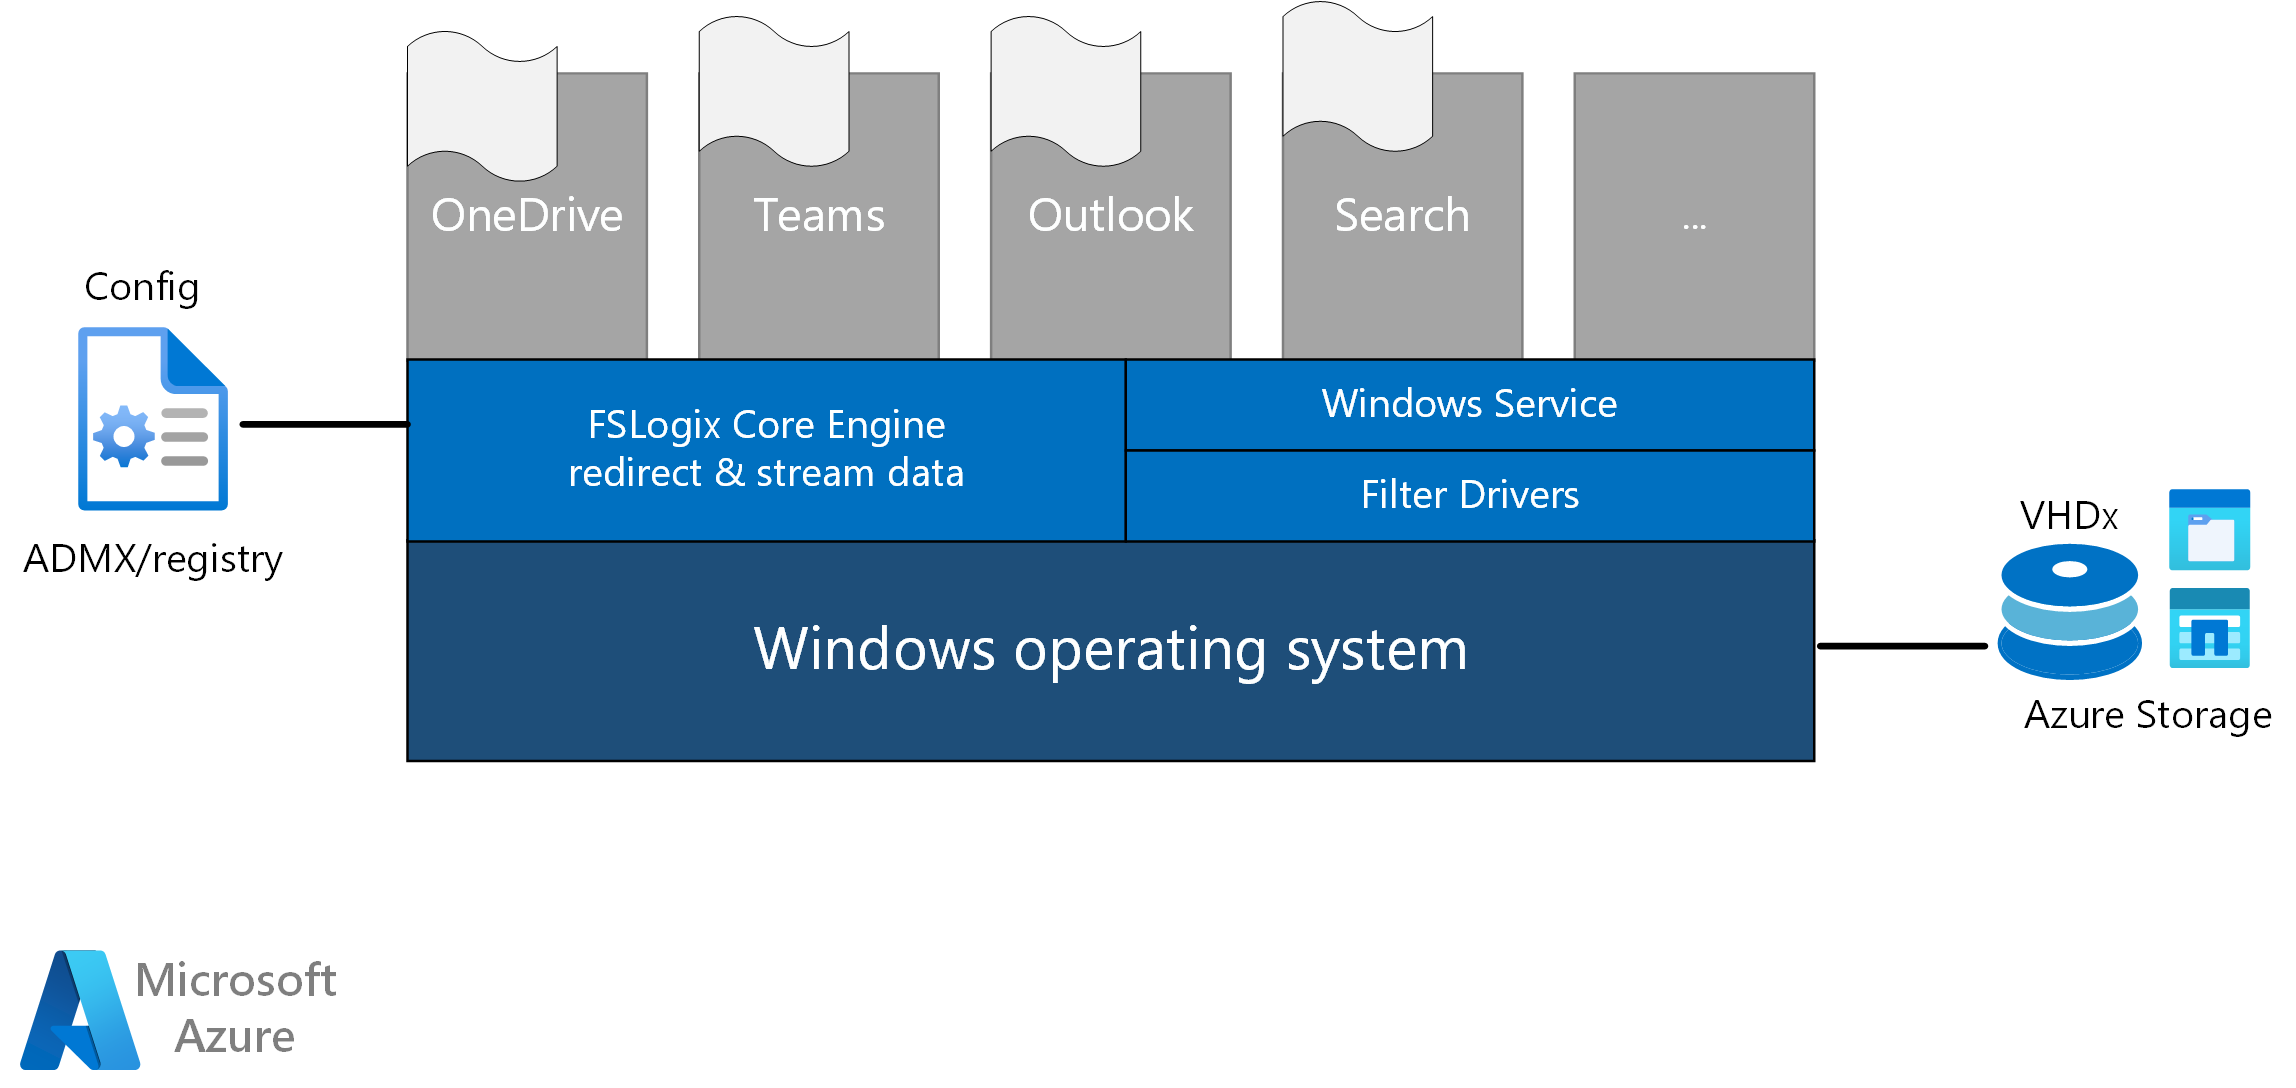 OneDrive
Teams
Outlook
Search
...
Config
ADMX/registry
FSLogix Core Engine
redirect & stream data
Windows Service
Filter Drivers
Windows operating system
VHDx
Azure Storage
Microsoft
Azure